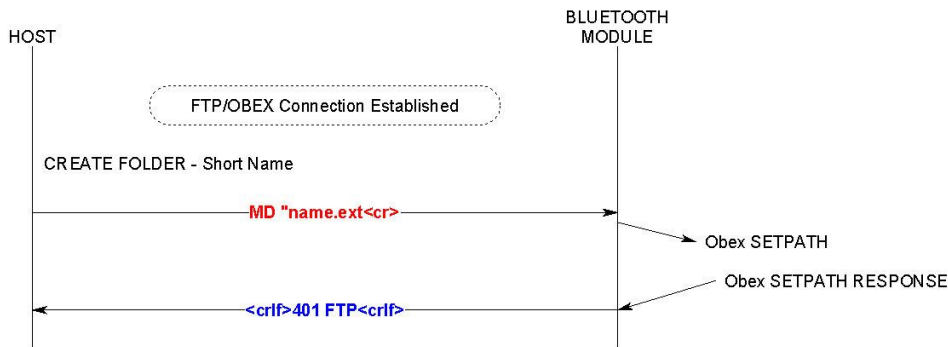 HOST
BLUETOOTH
MODULE
FTP/OBEX Connection Established
CREATE FOLDER - Short Name
MD "name.ext<cr>
Obex SETPATH
Obex SETPATH RESPONSE
<crlf>401 FTP<crlf>